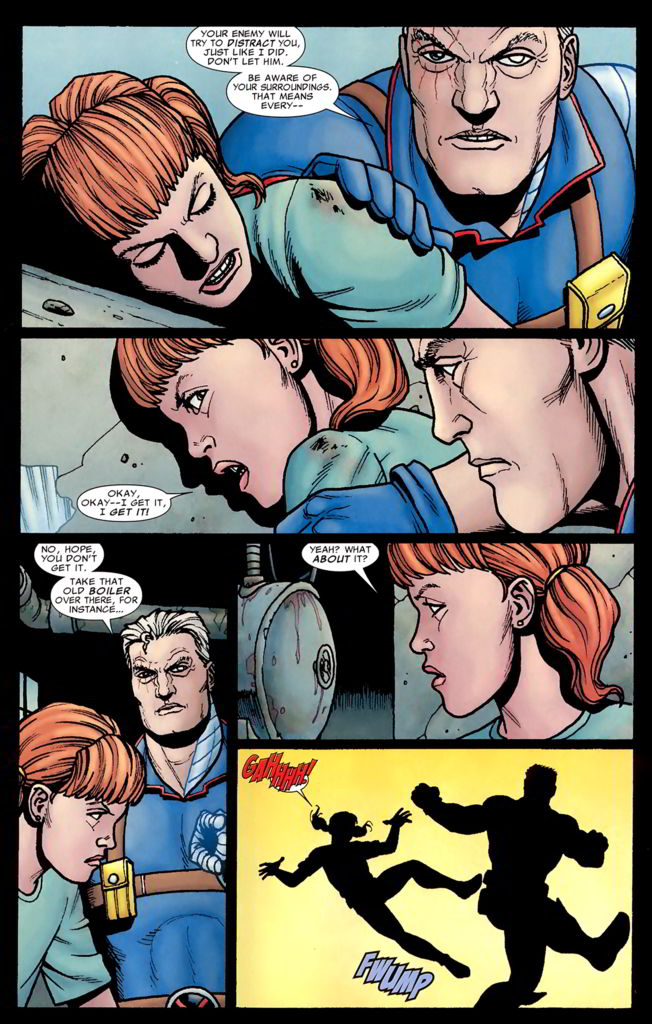 YOUR ENEMY WILL
TRY TO DISTRACT YOU,
JUST LIKE I DID.
DON'T LET HIM.
BE AWARE OF
YOUR SURROUNDINGS.
THAT MEANS
EVERY--
OKAY,
OKAY--I GET IT,
I GET IT!
NO, HOPE,
YOU DON'T
GET IT.
TAKE THAT
OLD BOILER
OVER THERE, FOR
INSTANCE...
YEAH? WHAT
ABOUT IT?
GAHHHH!
FWUMP